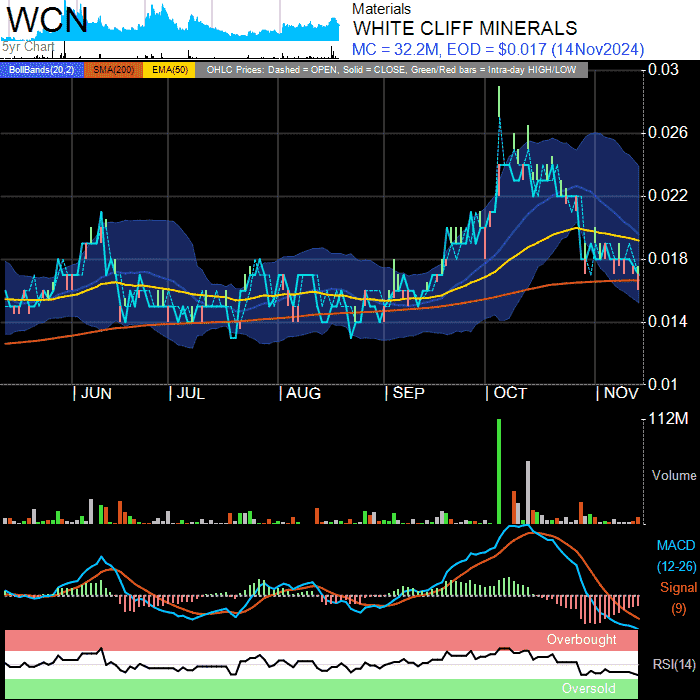 WCN
5yr Chart
Materials
WHITE CLIFF MINERALS
MC = 32.2M, EOD = $0.017 (14Nov2024)
BollBands(20,2) SMA(200) EMA(50) OHLC Prices: Dashed = OPEN, Solid = CLOSE, Green/Red bars = Intra-day HIGH/LOW
0.03
0.026
0.022
0.018
0.014
0.01
JUN JUL AUG SEP OCT NOV
112M
Volume
MACD
(12-26)
Signal
(9)
Overbought
RSI(14)
Oversold